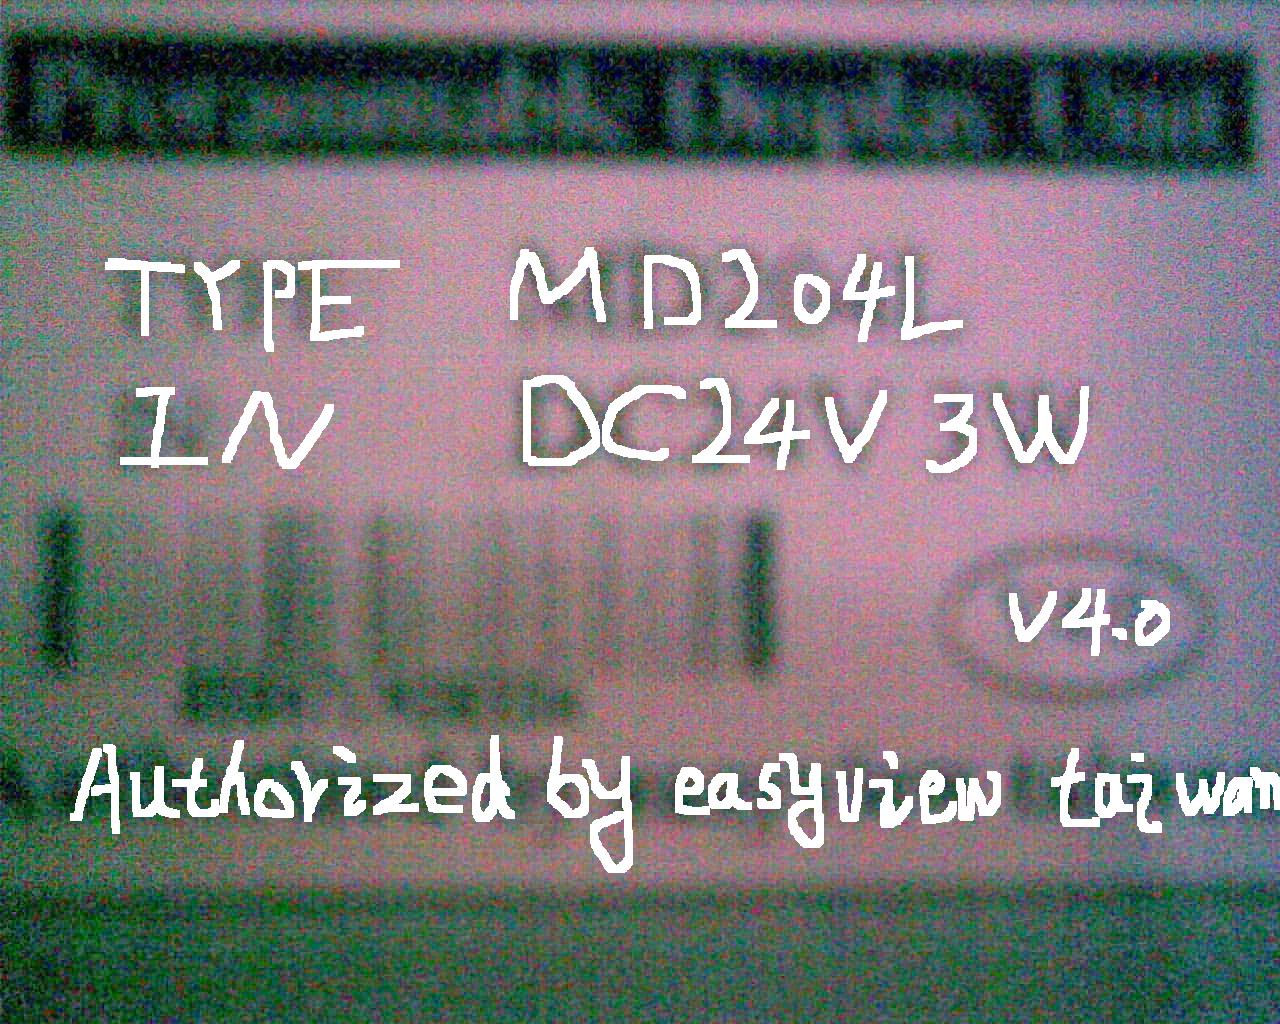 TYPE MD204L
IN DC24V 3W
V4.0
Authorized by easyview taiwan